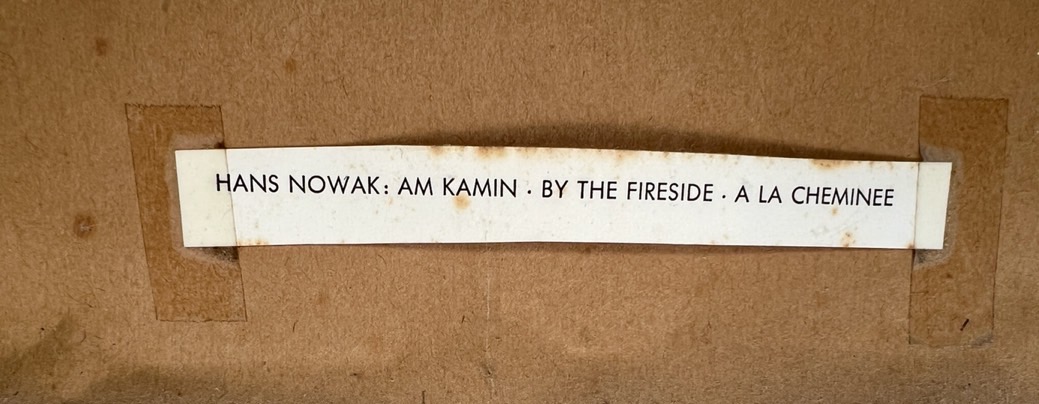 HANS NOWAK: AM KAMIN · BY THE FIRESIDE · A LA CHEMINEE